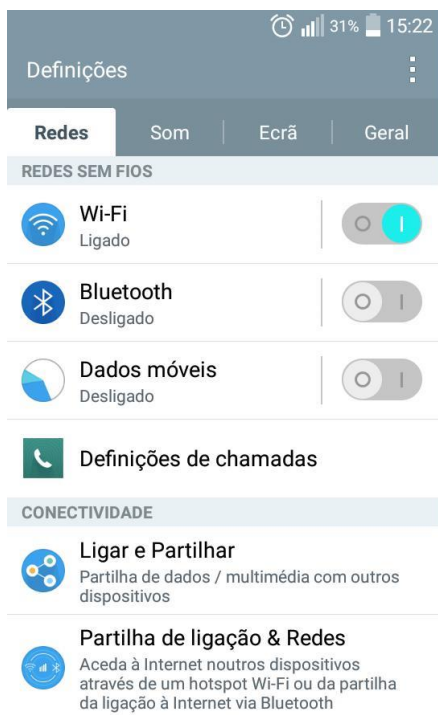 31% 15:22
Definições
Redes Som Ecrã Geral
REDES SEM FIOS
Wi-Fi
Ligado
Bluetooth
Desligado
Dados móveis
Desligado
Definições de chamadas
CONECTIVIDADE
Ligar e Partilhar
Partilha de dados / multimédia com outros
dispositivos
Partilha de ligação & Redes
Aceda à Internet noutros dispositivos
através de um hotspot Wi-Fi ou da partilha
da ligação à Internet via Bluetooth